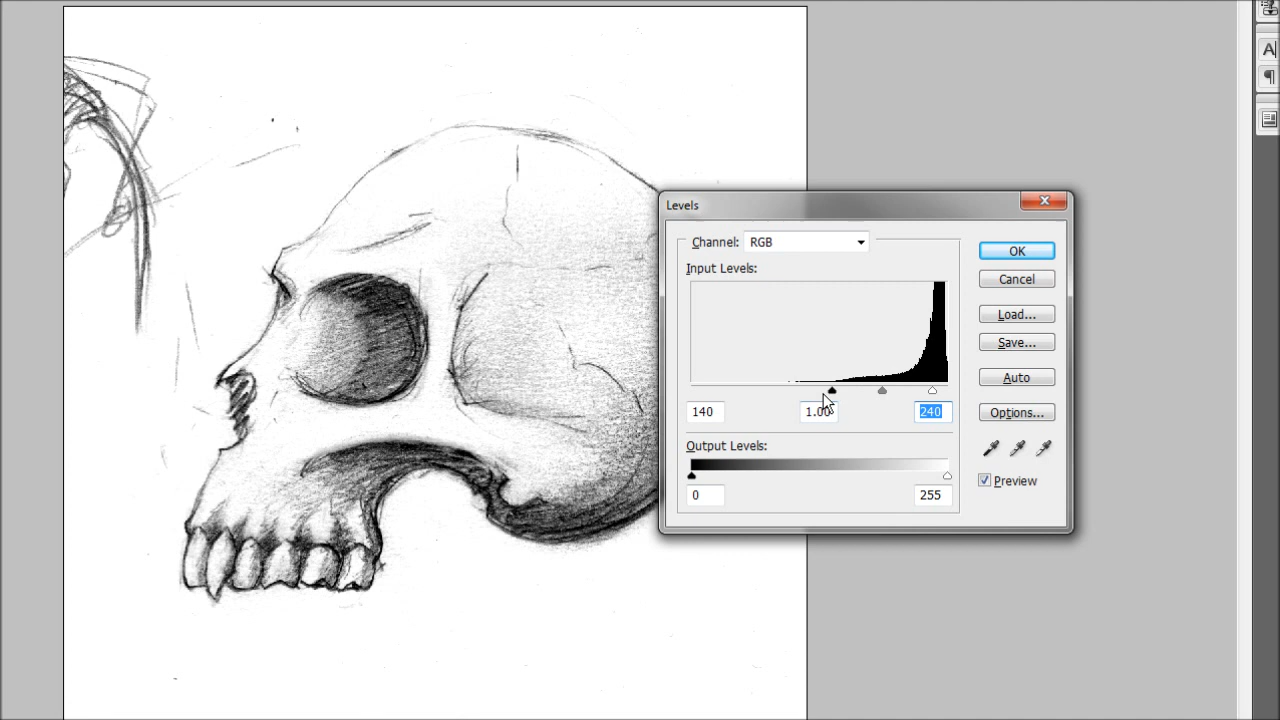 Levels
Channel: RGB
OK
Input Levels:
Cancel
Load...
Save...
Auto
140 1.00 240
Options...
Output Levels:
Preview
0 255
A